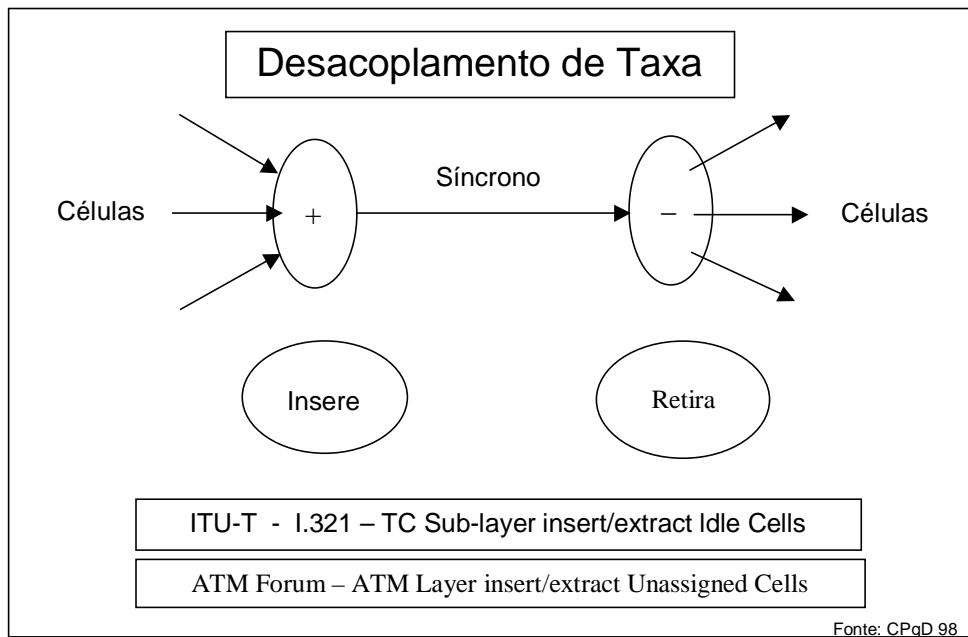 Desacoplamento de Taxa
Síncrono
Células
+
−
Células
Insere
Retira
ITU-T - I.321 – TC Sub-layer insert/extract Idle Cells
ATM Forum – ATM Layer insert/extract Unassigned Cells
Fonte: CPqD 98